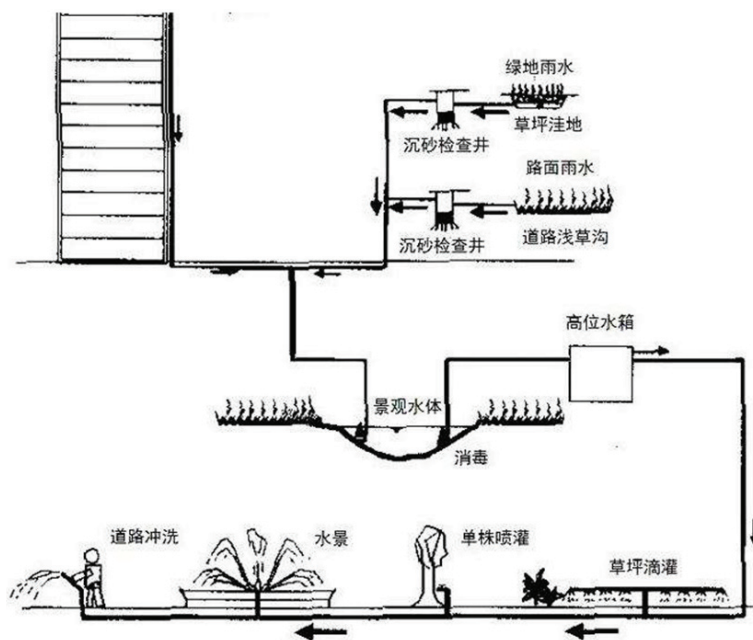 绿地雨水
草坪洼地
沉砂检查井
路面雨水
道路浅草沟
沉砂检查井
高位水箱
景观水体
消毒
道路冲洗
水景
单株喷灌
草坪滴灌